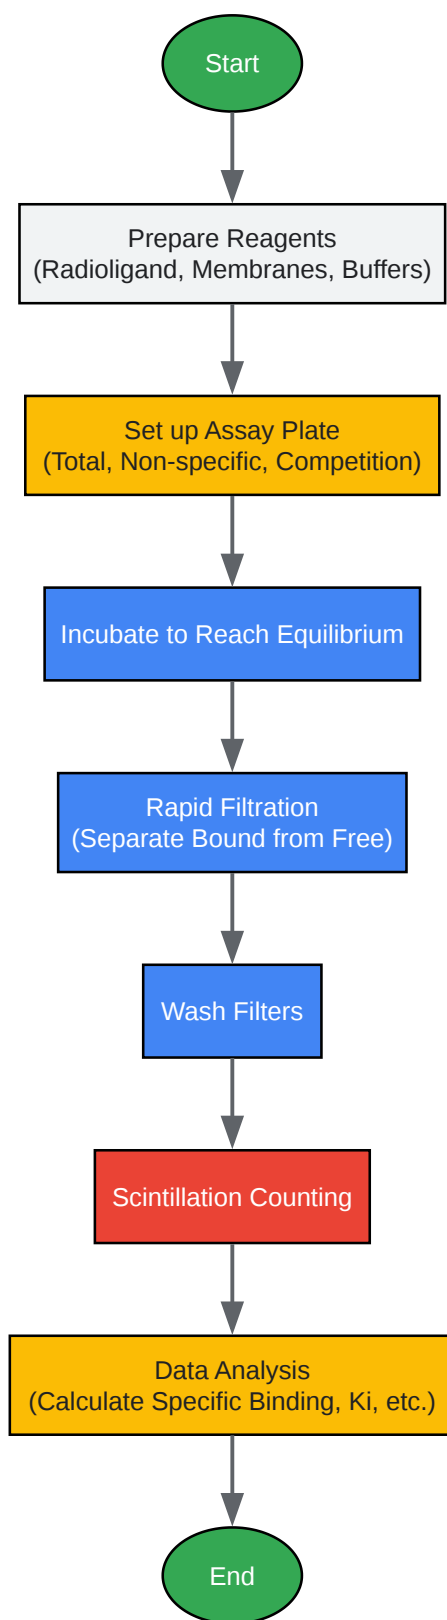 Start
Prepare Reagents
(Radioligand, Membranes, Buffers)
Set up Assay Plate
(Total, Non-specific, Competition)
Incubate to Reach Equilibrium
Rapid Filtration
(Separate Bound from Free)
Wash Filters
Scintillation Counting
Data Analysis
(Calculate Specific Binding, Ki, etc.)
End